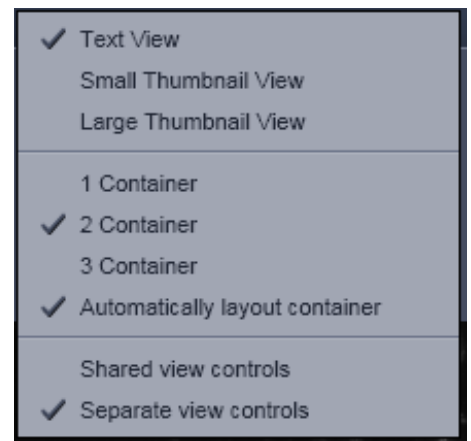 Text View
Small Thumbnail View
Large Thumbnail View
1 Container
2 Container
3 Container
Automatically layout container
Shared view controls
Separate view controls